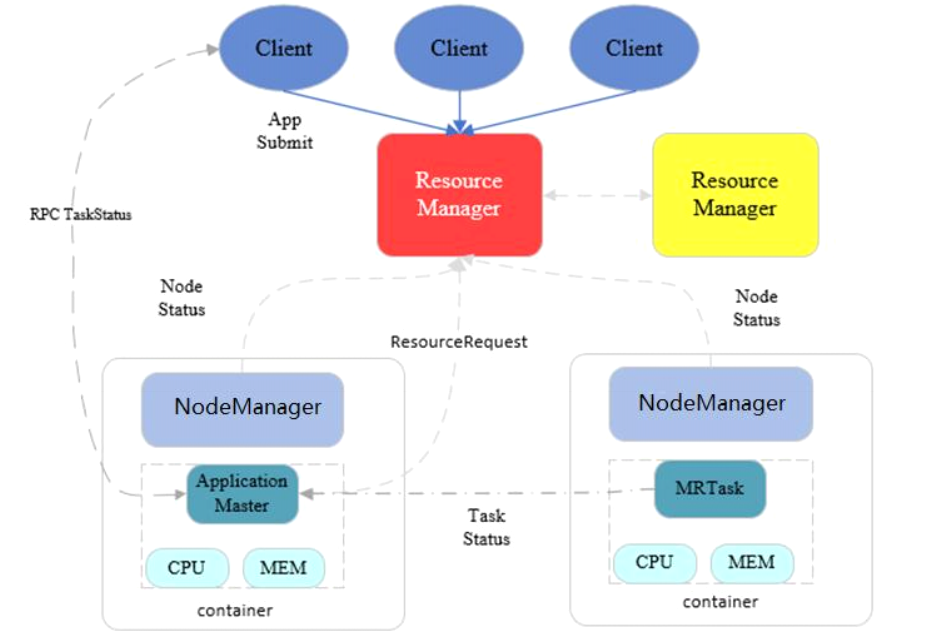 Client
Client
Client
App
Submit
Resource
Manager
Resource
Manager
RPC TaskStatus
Node
Status
Node
Status
ResourceRequest
NodeManager
NodeManager
Application
Master
MRTask
Task
Status
CPU
MEM
CPU
MEM
container
container